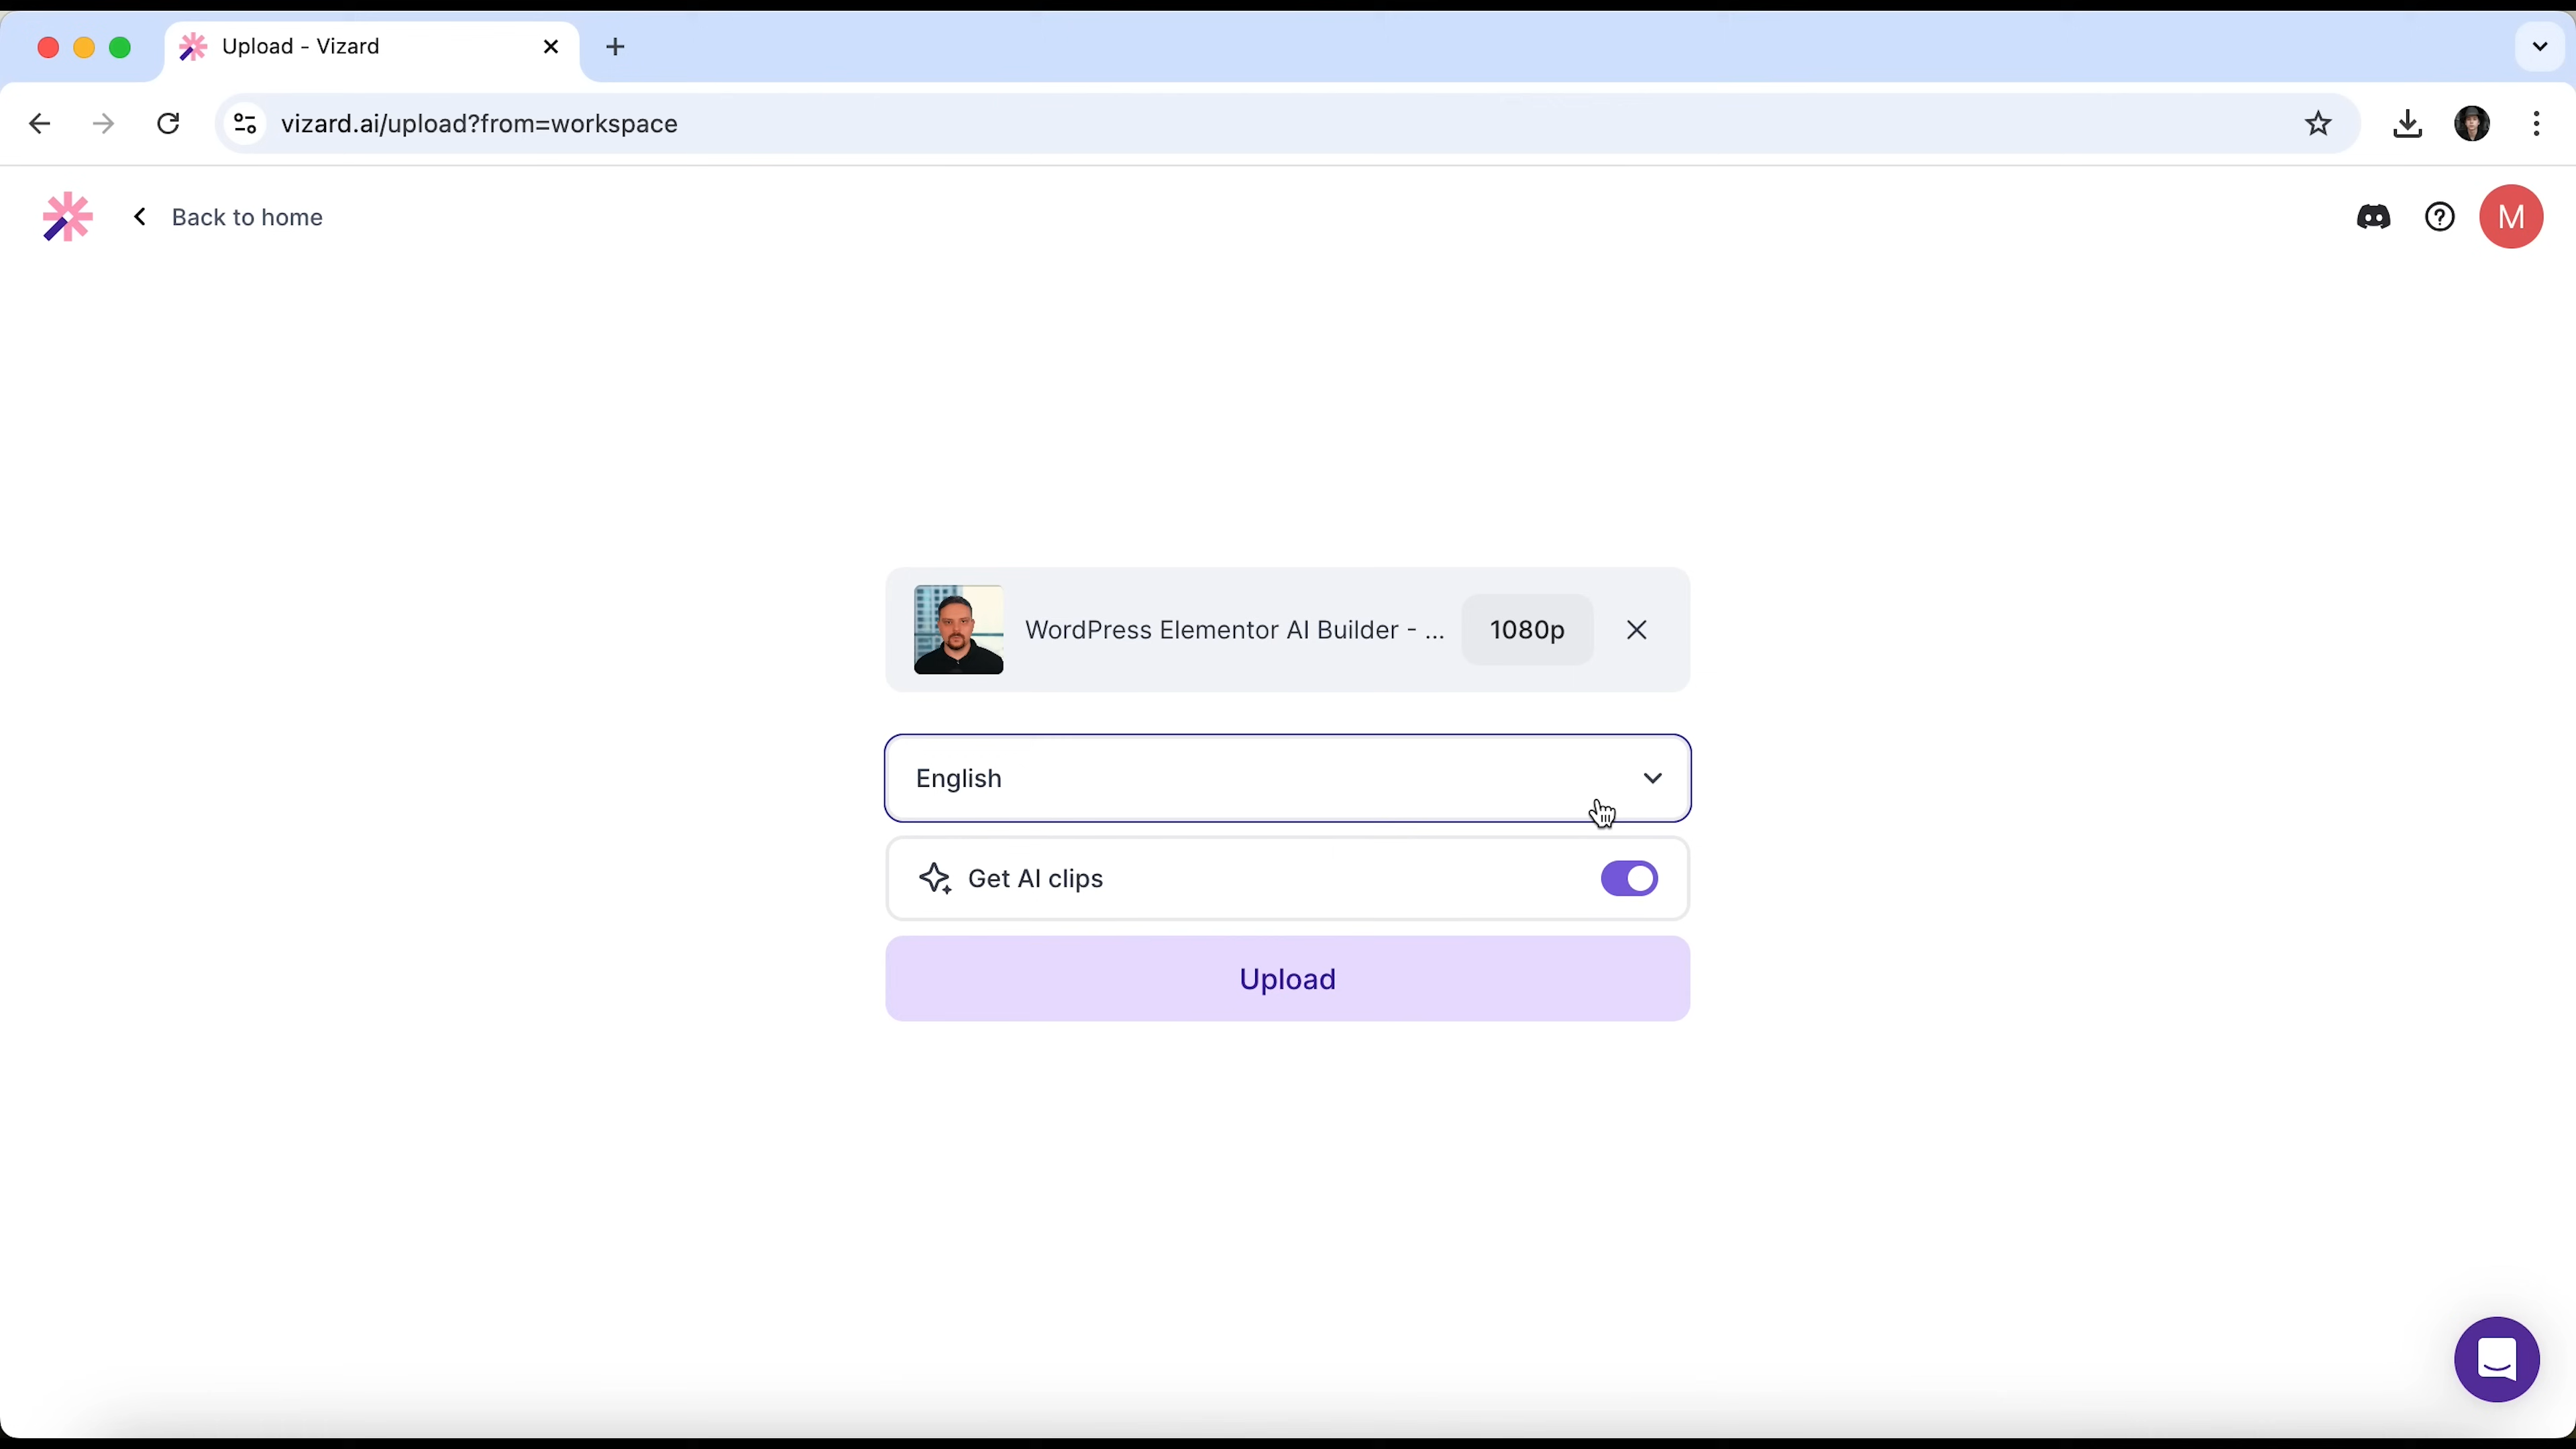 Upload - Vizard
vizard.ai/upload?from=workspace
Back to home
M
WordPress Elementor AI Builder - ...
1080p
English
Get AI clips
Upload